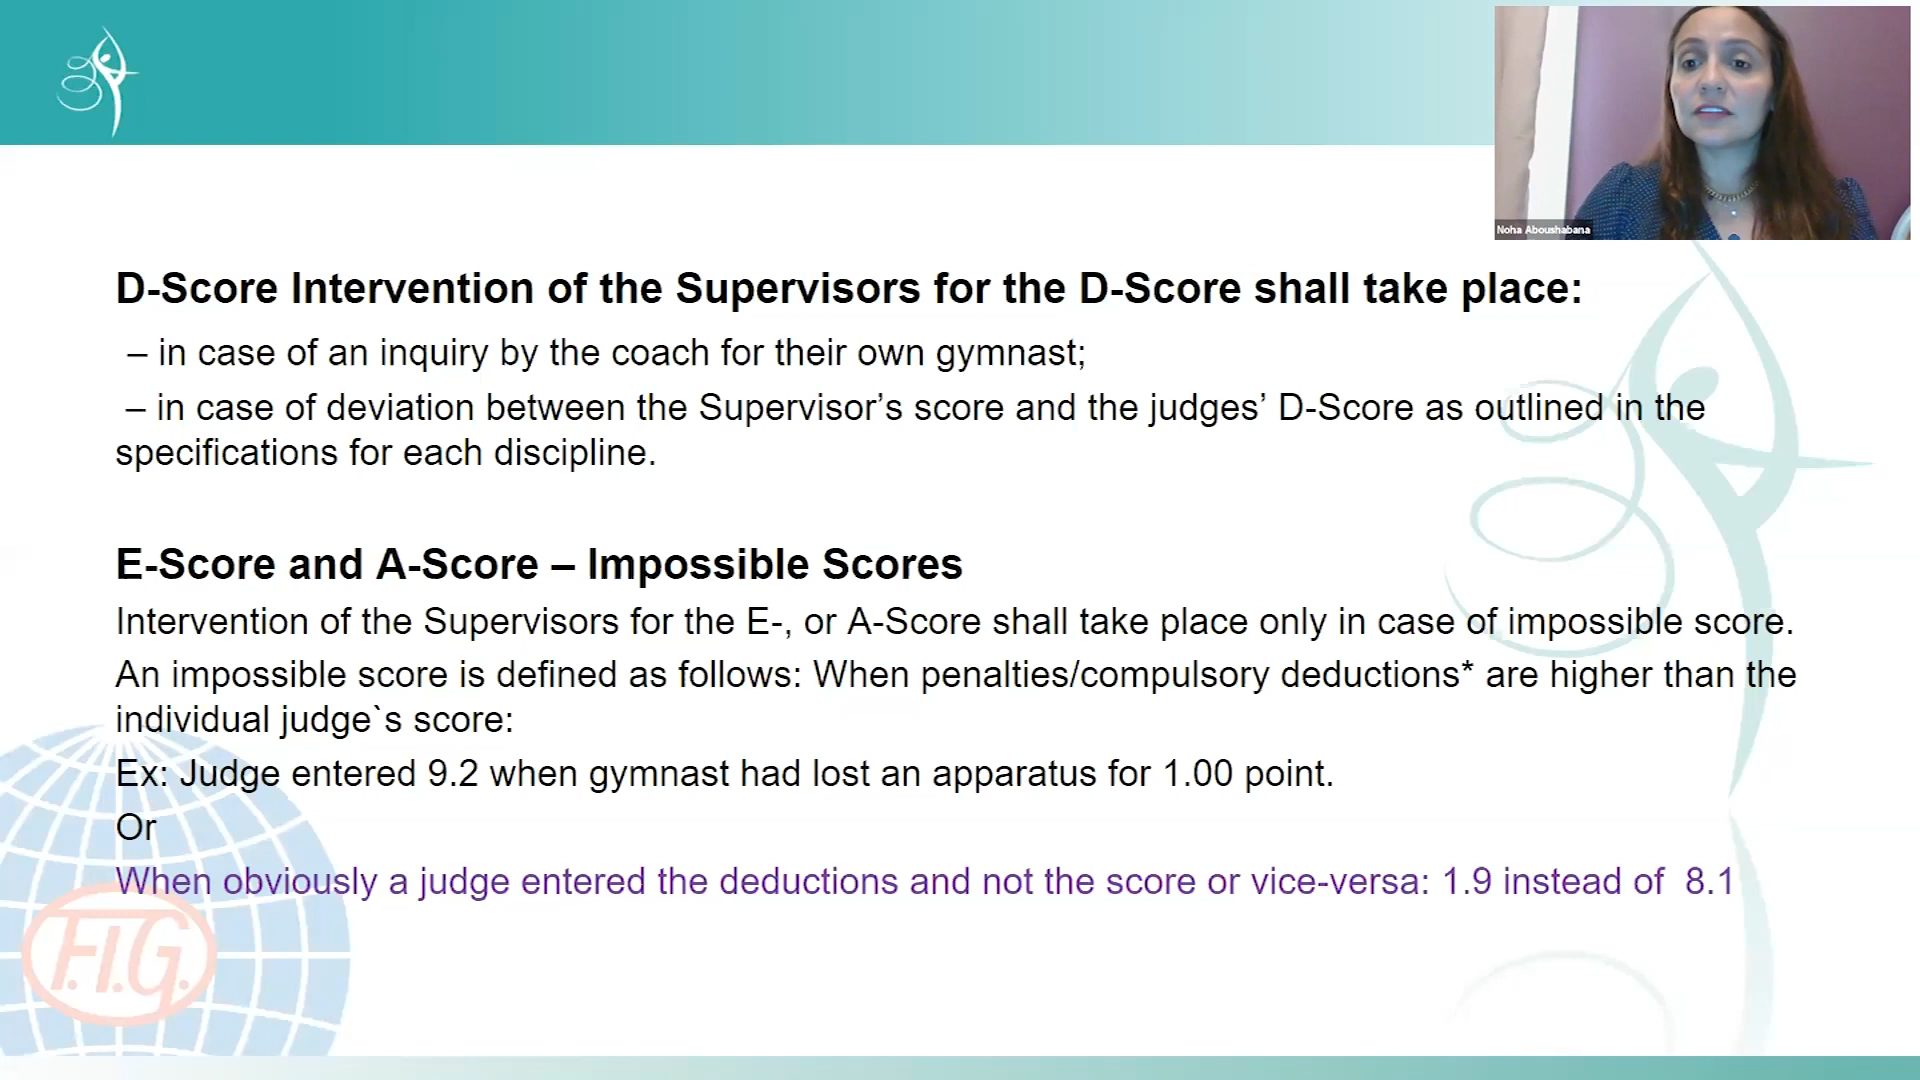 Noha Aboushabana
D-Score Intervention of the Supervisors for the D-Score shall take place:
– in case of an inquiry by the coach for their own gymnast;
– in case of deviation between the Supervisor’s score and the judges’ D-Score as outlined in the
specifications for each discipline.
E-Score and A-Score – Impossible Scores
Intervention of the Supervisors for the E-, or A-Score shall take place only in case of impossible score.
An impossible score is defined as follows: When penalties/compulsory deductions* are higher than the
individual judge`s score:
Ex: Judge entered 9.2 when gymnast had lost an apparatus for 1.00 point.
Or
When obviously a judge entered the deductions and not the score or vice-versa: 1.9 instead of  8.1
F.I.G.